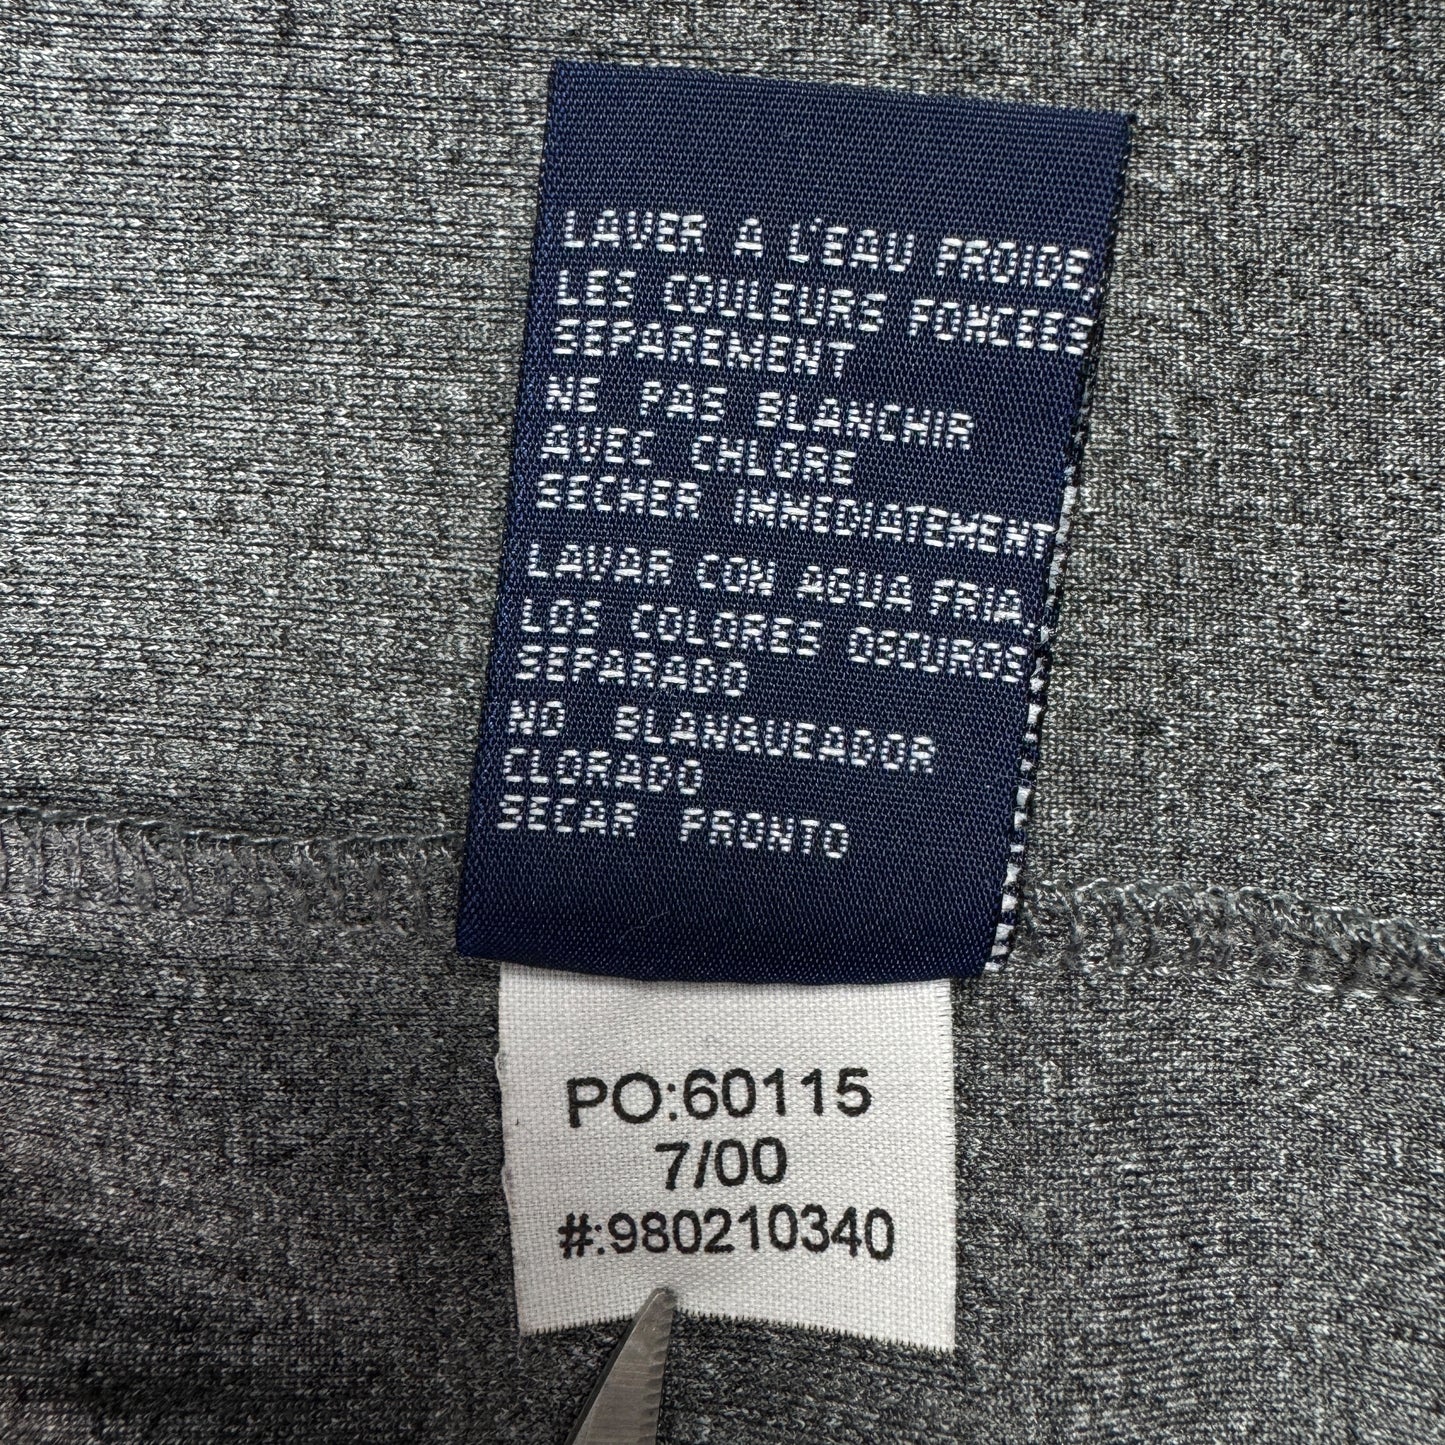 LAVER A L'EAU FROIDE,
LES COULEURS FONCEES
SEPAREMENT
NE PAS BLANCHIR
AVEC CHLORE
SECHER IMMEDIATEMENT
LAVAR CON AGUA FRIA,
LOS COLORES OSCUROS
SEPARADO
NO BLANQUEADOR
CLORADO
SECAR PRONTO
PO:60115
7/00
#:980210340